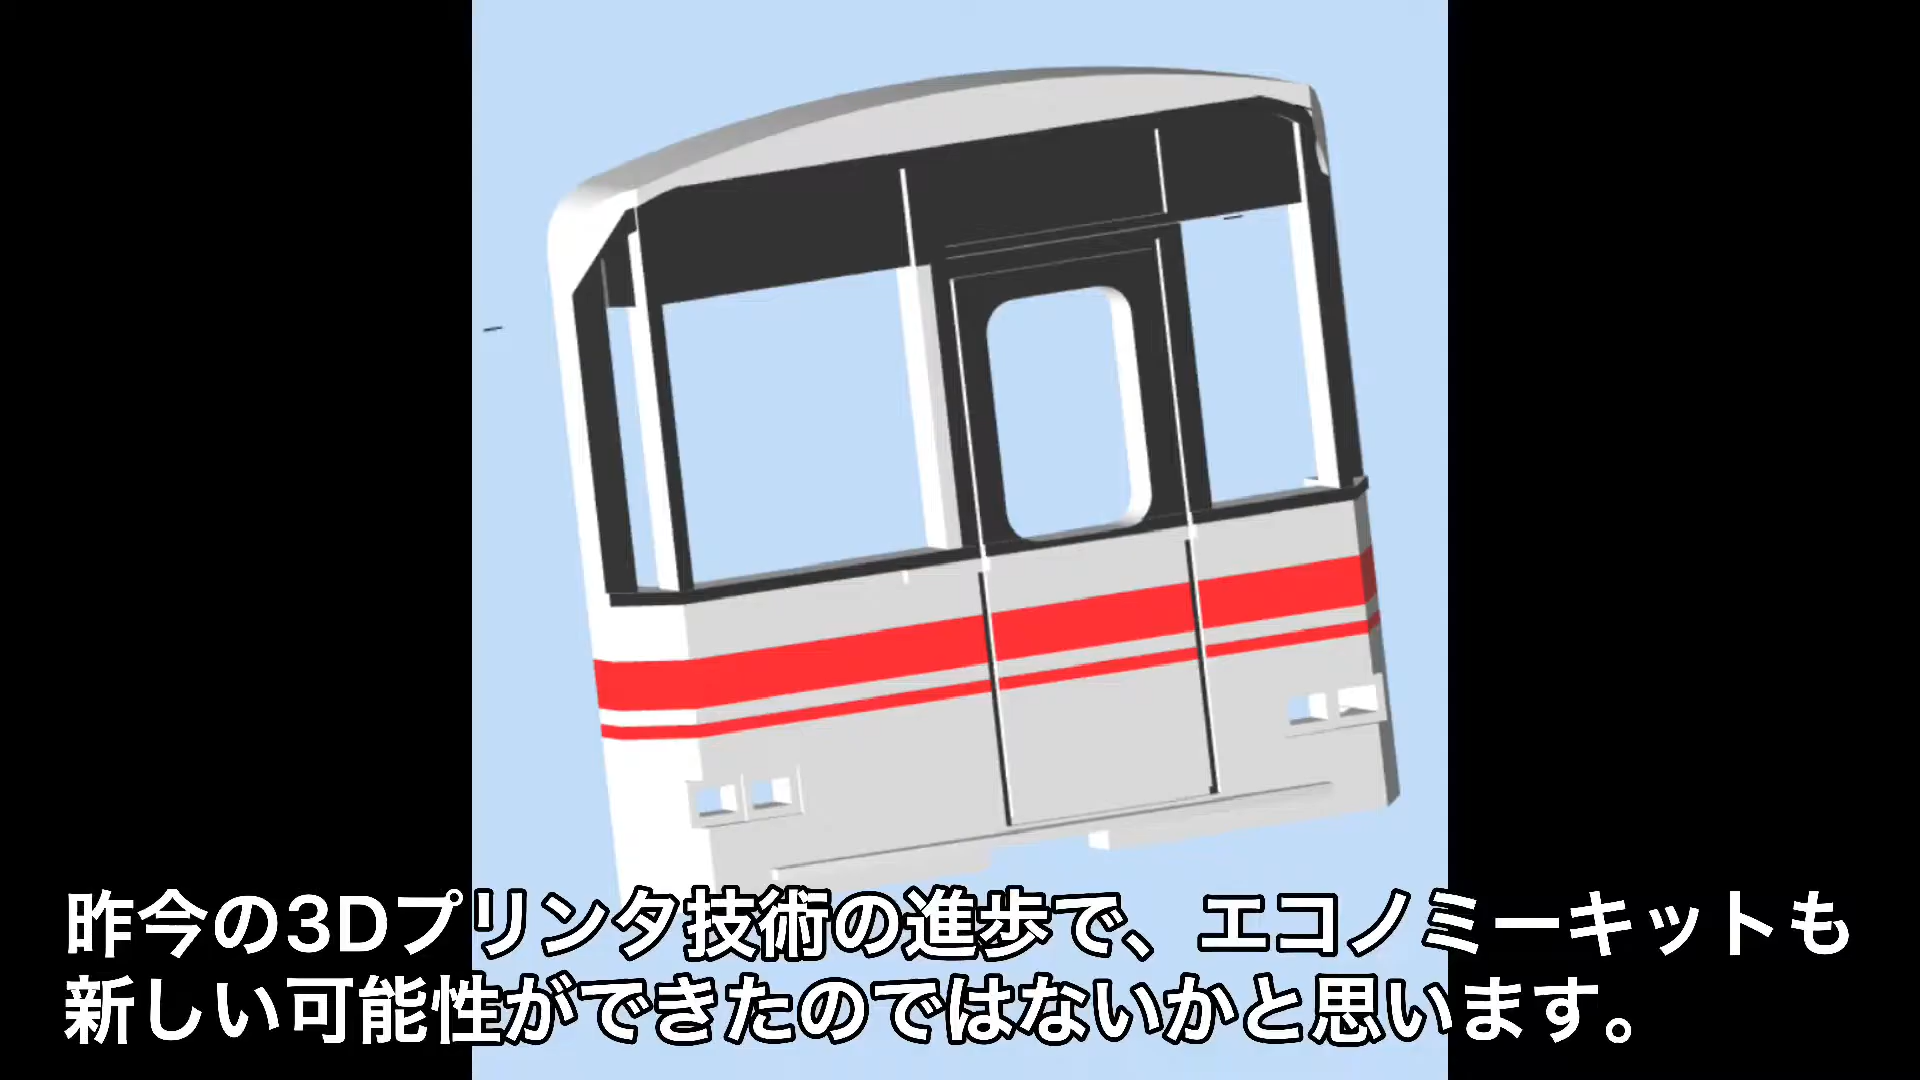 昨今の3Dプリンタ技術の進歩で、エコノミーキットも
新しい可能性ができたのではないかと思います。